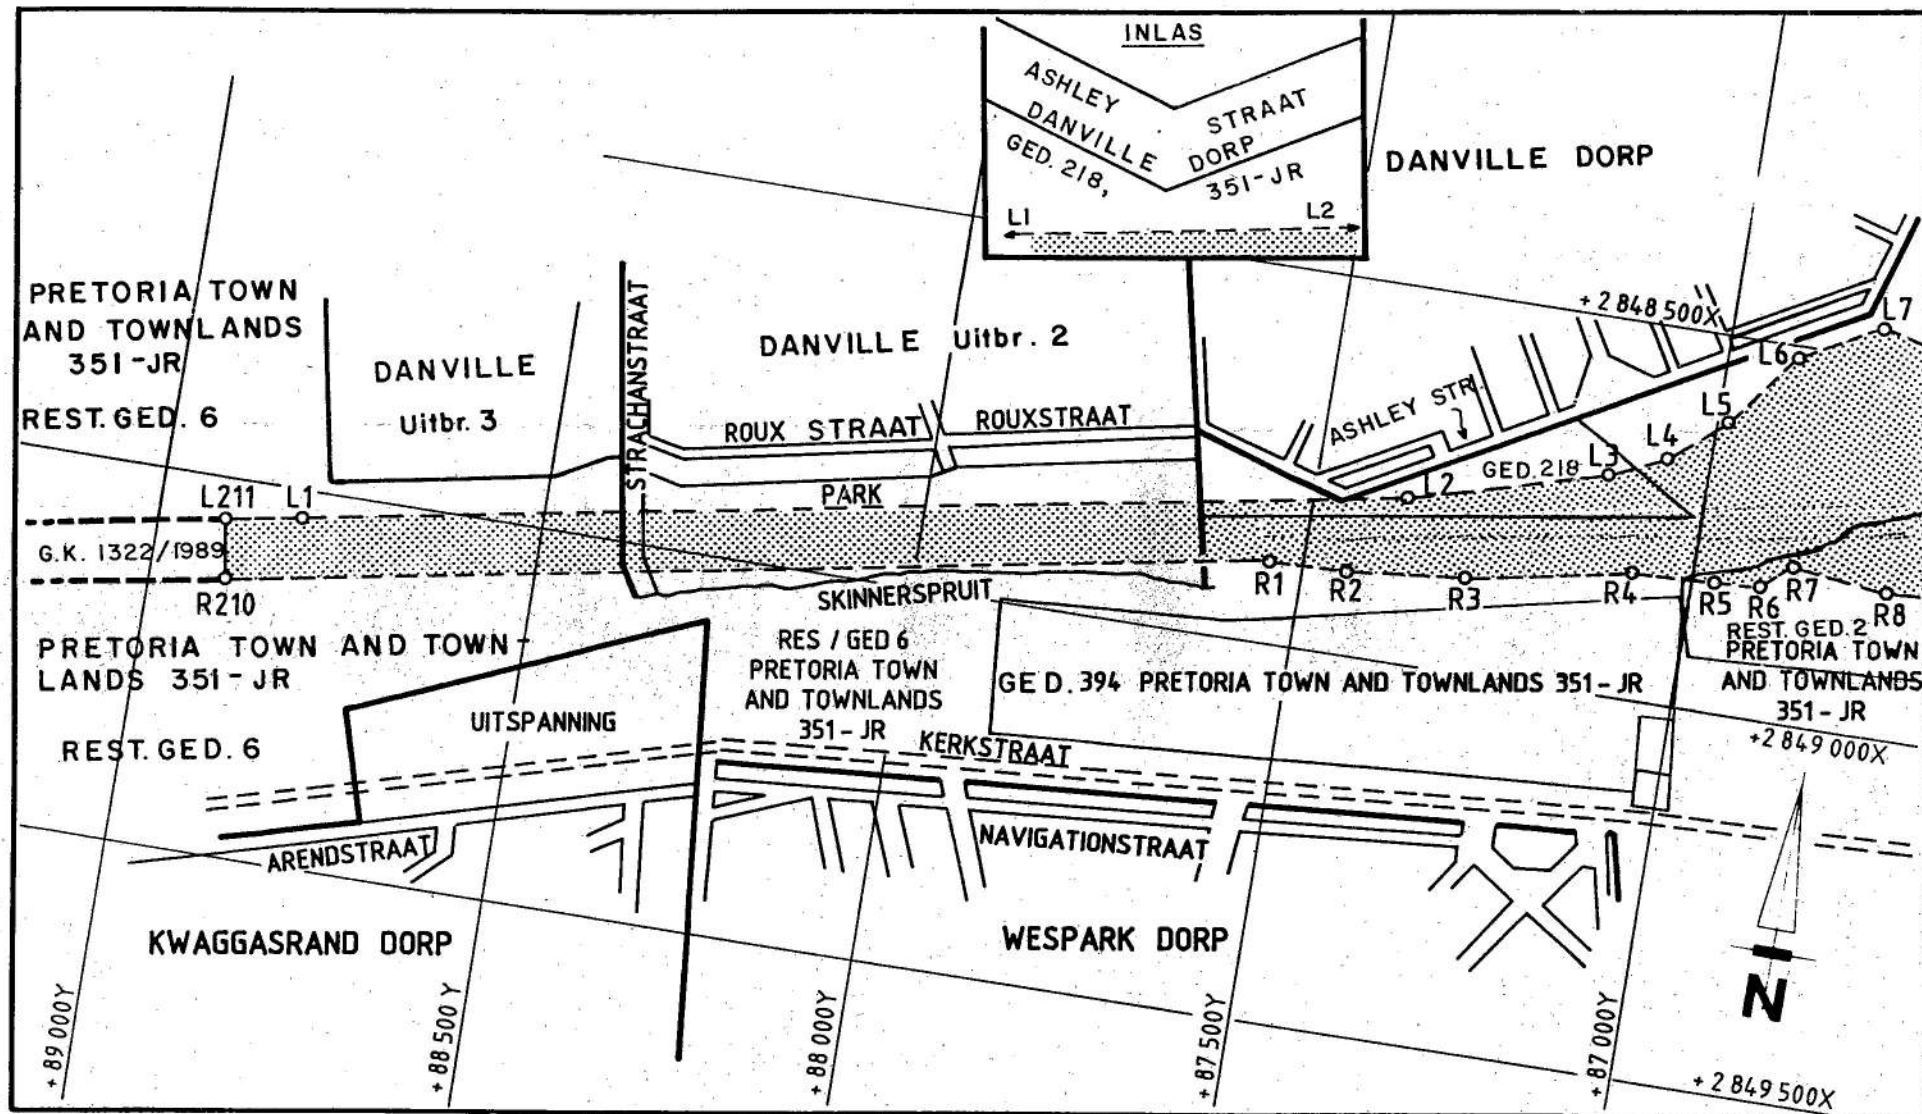 INLAS
ASHLEY STRAAT
DANVILLE DORP
GED. 218, 351-JR
L1 L2
DANVILLE DORP
PRETORIA TOWN
AND TOWNLANDS
351-JR
REST. GED. 6
DANVILLE
Uitbr. 3
STRACHANSTRAAT
DANVILLE Uitbr. 2
ROUX STRAAT
ROUXSTRAAT
PARK
+2 848 500X
ASHLEY STR.
GED. 218
L211
L1
L2
L3
L4
L5
L6
L7
G.K. 1322/1989
R210
R1
R2
R3
R4
R5
R6
R7
R8
SKINNERSPRUIT
PRETORIA TOWN AND TOWN-
LANDS 351-JR
REST. GED. 6
UITSPANNING
RES / GED 6
PRETORIA TOWN
AND TOWNLANDS
351-JR
GED. 394 PRETORIA TOWN AND TOWNLANDS 351-JR
REST. GED. 2
PRETORIA TOWN
AND TOWNLANDS
351-JR
+2 849 000X
KERKSTRAAT
ARENDSTRAAT
NAVIGATIONSTRAAT
KWAGGASRAND DORP
WESPARK DORP
N
+89 000Y
+88 500Y
+88 000Y
+87 500Y
+87 000Y
+2 849 500X